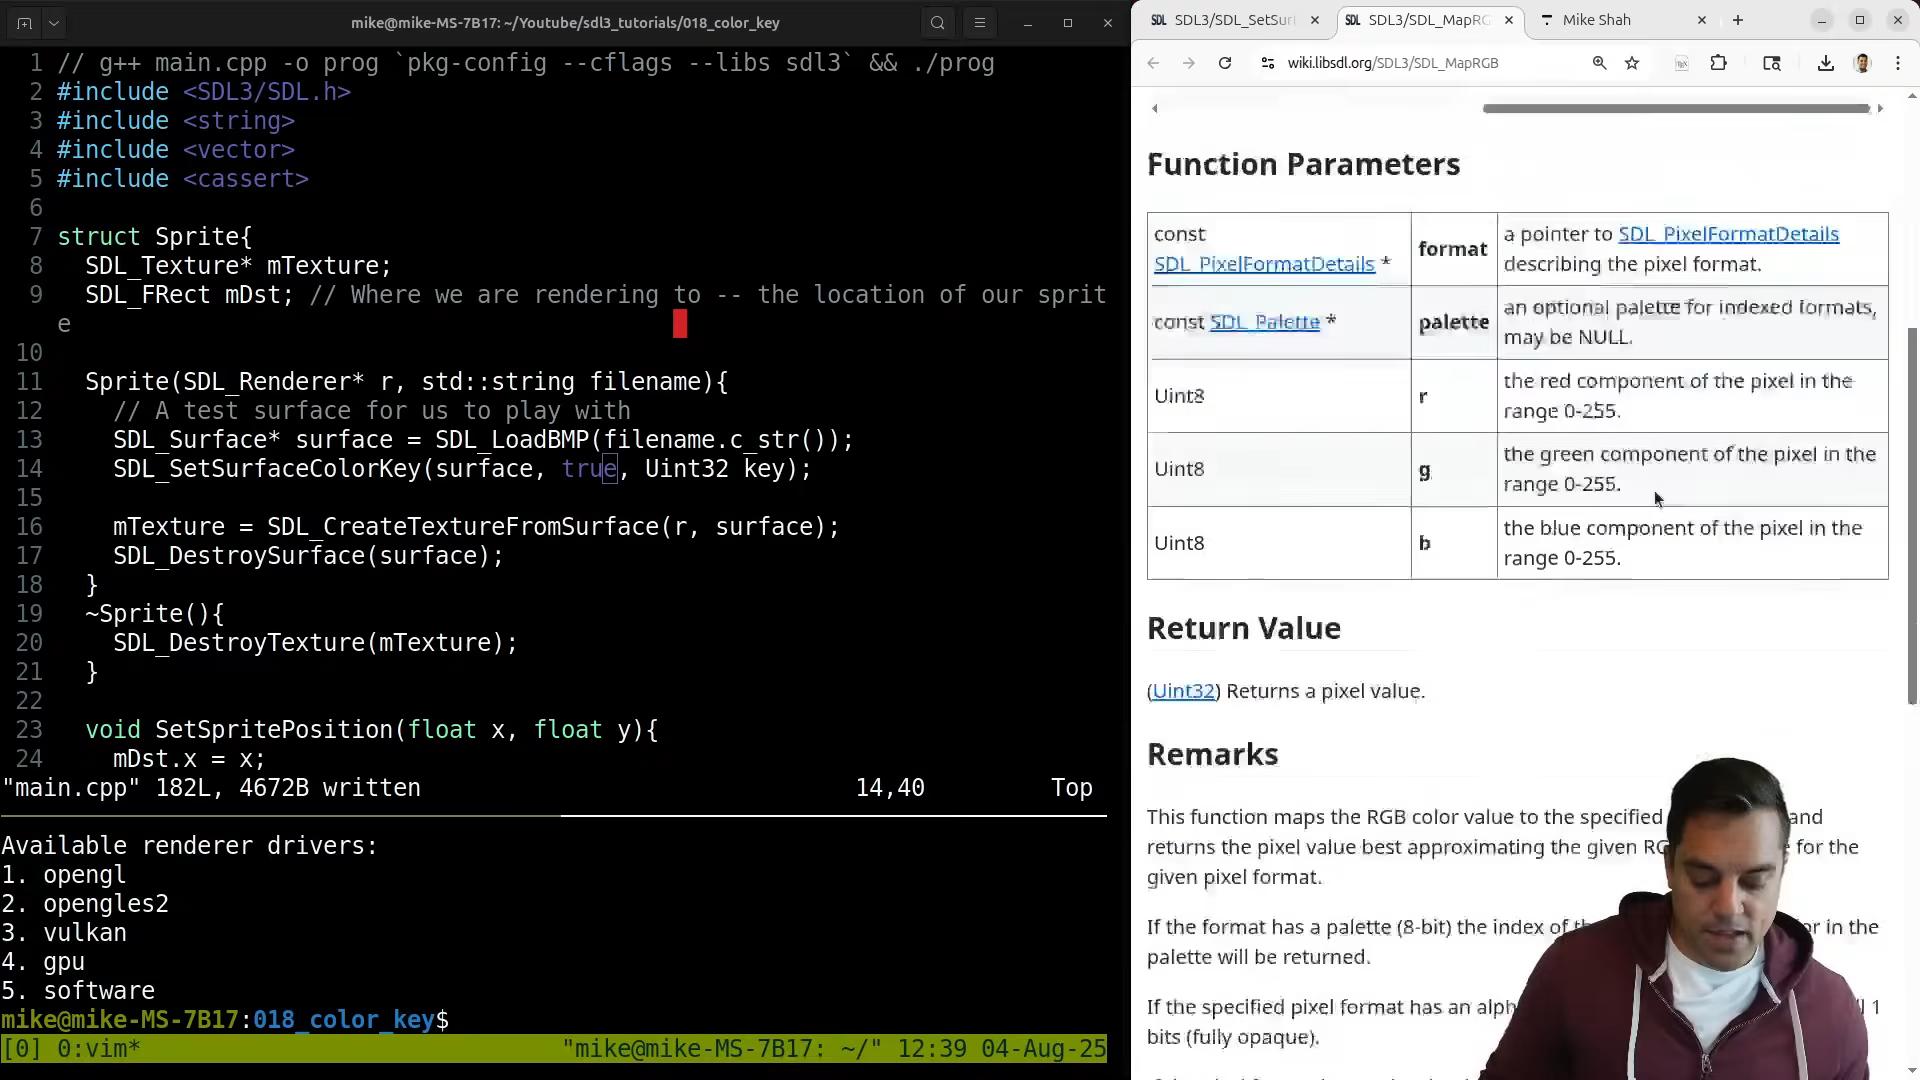 mike@mike-MS-7B17: ~/Youtube/sdl3_tutorials/018_color_key
1 // g++ main.cpp -o prog `pkg-config --cflags --libs sdl3` && ./prog
2 #include <SDL3/SDL.h>
3 #include <string>
4 #include <vector>
5 #include <cassert>
6
7 struct Sprite{
8 SDL_Texture* mTexture;
9 SDL_FRect mDst; // Where we are rendering to -- the location of our sprit
e
10
11 Sprite(SDL_Renderer* r, std::string filename){
12 // A test surface for us to play with
13 SDL_Surface* surface = SDL_LoadBMP(filename.c_str());
14 SDL_SetSurfaceColorKey(surface, true, Uint32 key);
15
16 mTexture = SDL_CreateTextureFromSurface(r, surface);
17 SDL_DestroySurface(surface);
18 }
19 ~Sprite(){
20 SDL_DestroyTexture(mTexture);
21 }
22
23 void SetSpritePosition(float x, float y){
24 mDst.x = x;
"main.cpp" 182L, 4672B written 14,40 Top
Available renderer drivers:
1. opengl
2. opengles2
3. vulkan
4. gpu
5. software
mike@mike-MS-7B17:018_color_key$
[0] 0:vim* "mike@mike-MS-7B17: ~/" 12:39 04-Aug-25
SDL SDL3/SDL_SetSur
SDL SDL3/SDL_MapRG
Mike Shah
wiki.libsdl.org/SDL3/SDL_MapRGB
Function Parameters
const
SDL_PixelFormatDetails *
format
a pointer to SDL_PixelFormatDetails
describing the pixel format.
const SDL_Palette *
palette
an optional palette for indexed formats,
may be NULL.
Uint8
r
the red component of the pixel in the
range 0-255.
Uint8
g
the green component of the pixel in the
range 0-255.
Uint8
b
the blue component of the pixel in the
range 0-255.
Return Value
(Uint32) Returns a pixel value.
Remarks
This function maps the RGB color value to the specified and
returns the pixel value best approximating the given for the
given pixel format.
If the format has a palette (8-bit) the index of in the
palette will be returned.
If the specified pixel format has an 1
bits (fully opaque).